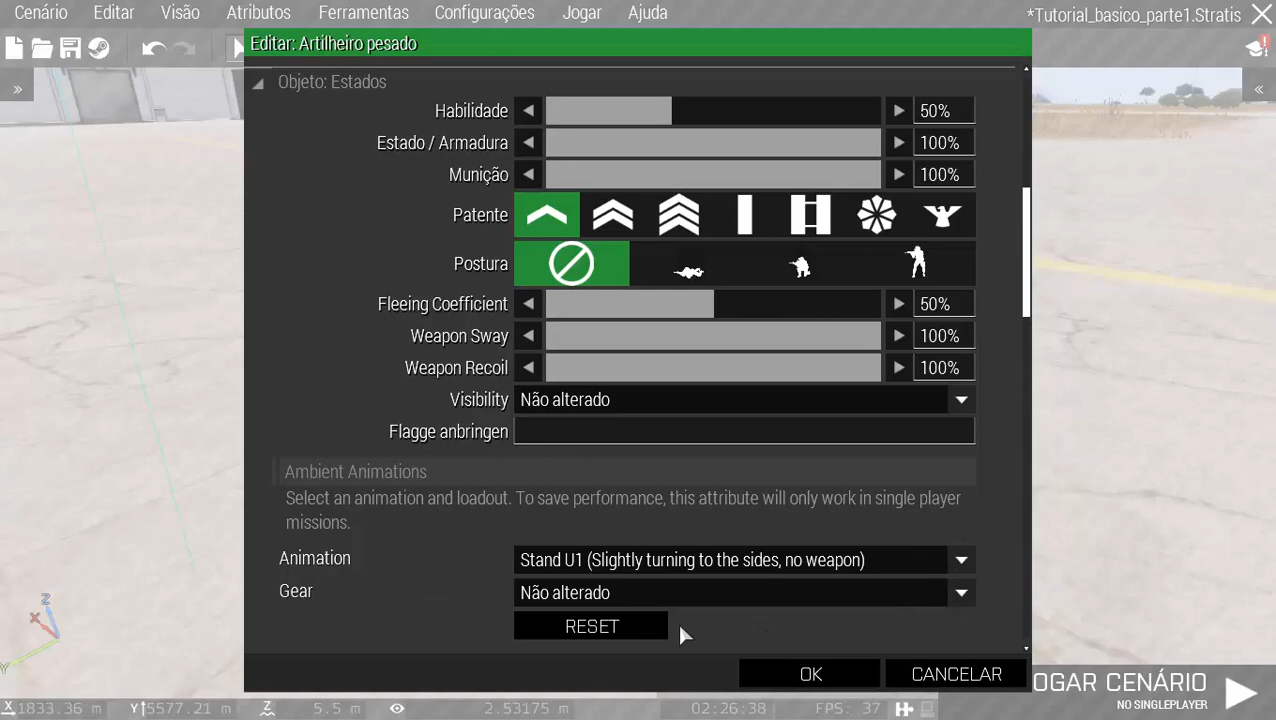 Cenário Editar Visão Atributos Ferramentas Configurações Jogar Ajuda *Tutorial_basico_parte1.Stratis
Editar: Artilheiro pesado
Objeto: Estados
Habilidade 50%
Estado / Armadura 100%
Munição 100%
Patente
Postura
Fleeing Coefficient 50%
Weapon Sway 100%
Weapon Recoil 100%
Visibility Não alterado
Flagge anbringen
Ambient Animations
Select an animation and loadout. To save performance, this attribute will only work in single player
missions.
Animation Stand U1 (Slightly turning to the sides, no weapon)
Gear Não alterado
RESET
OK CANCELAR
OGAR CENÁRIO
NO SINGLEPLAYER
X 1833.36 m Y 5577.21 m Z 5.5 m 2.53175 m 02:26:38 FPS: 37 H